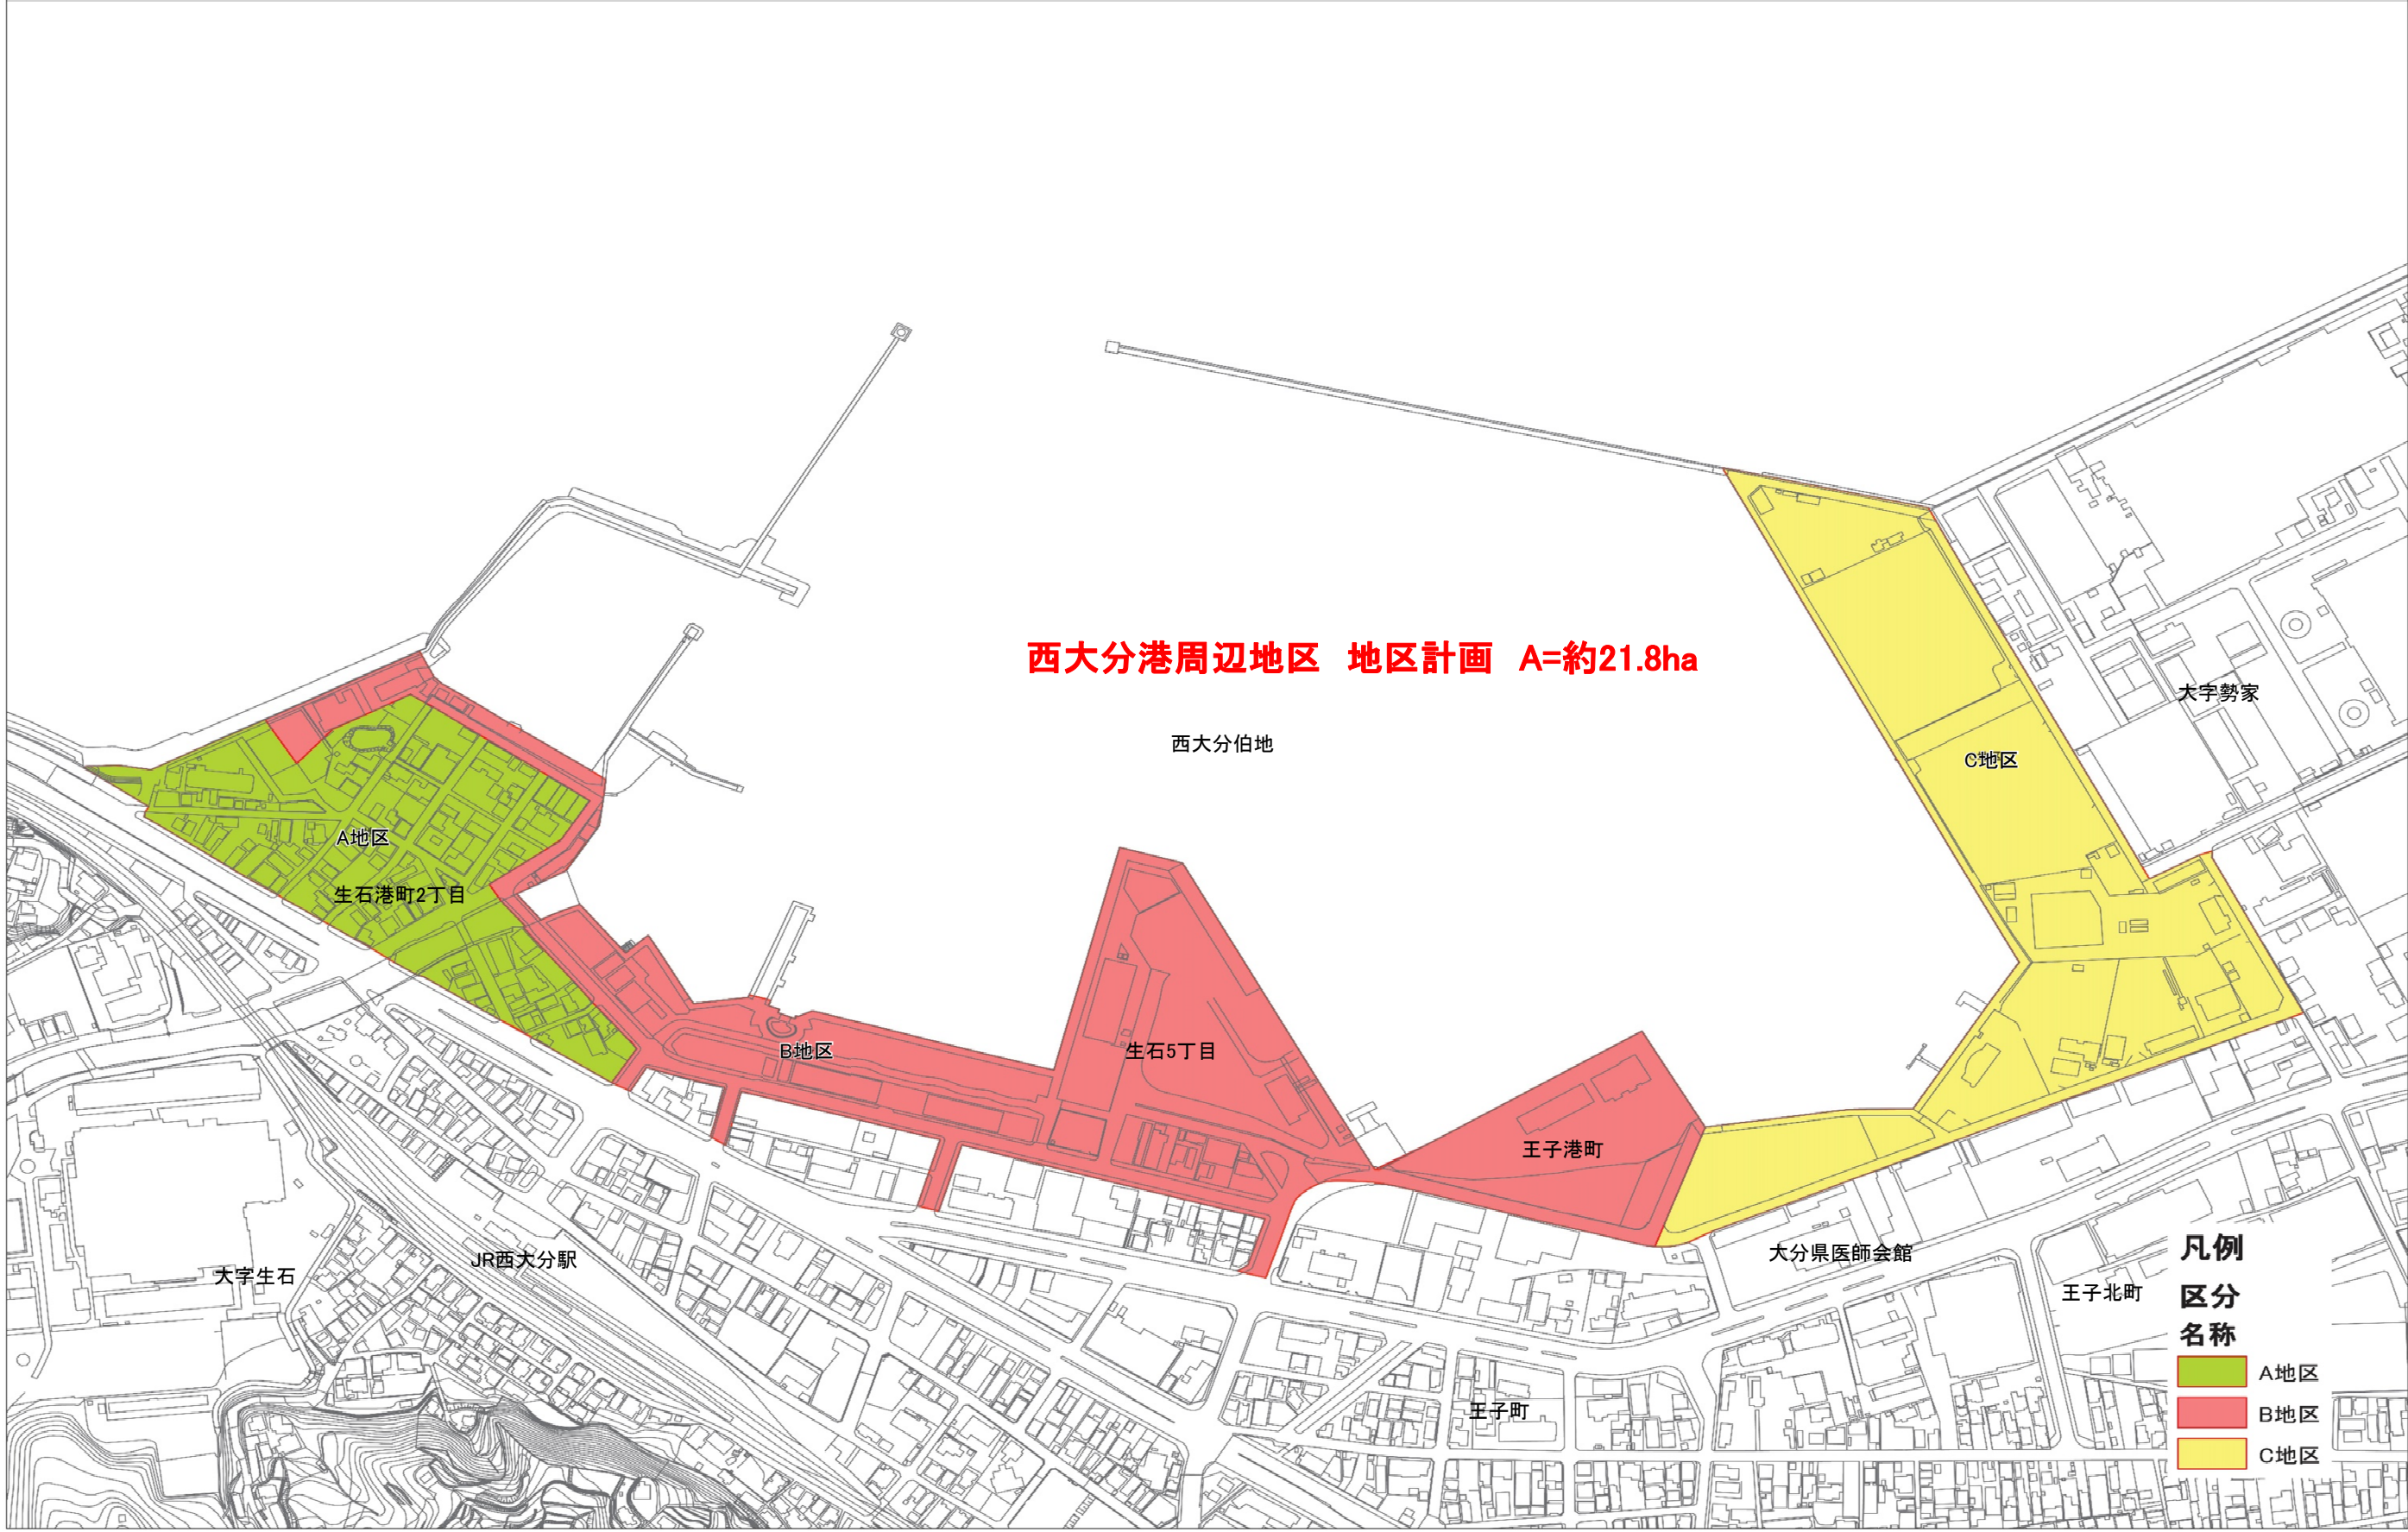 西大分港周辺地区　地区計画　A=約21.8ha
大字勢家
西大分伯地
C地区
A地区
生石港町2丁目
B地区
生石5丁目
王子港町
大分県医師会館
JR西大分駅
大字生石
王子北町
王子町
凡例
区分
名称
A地区
B地区
C地区